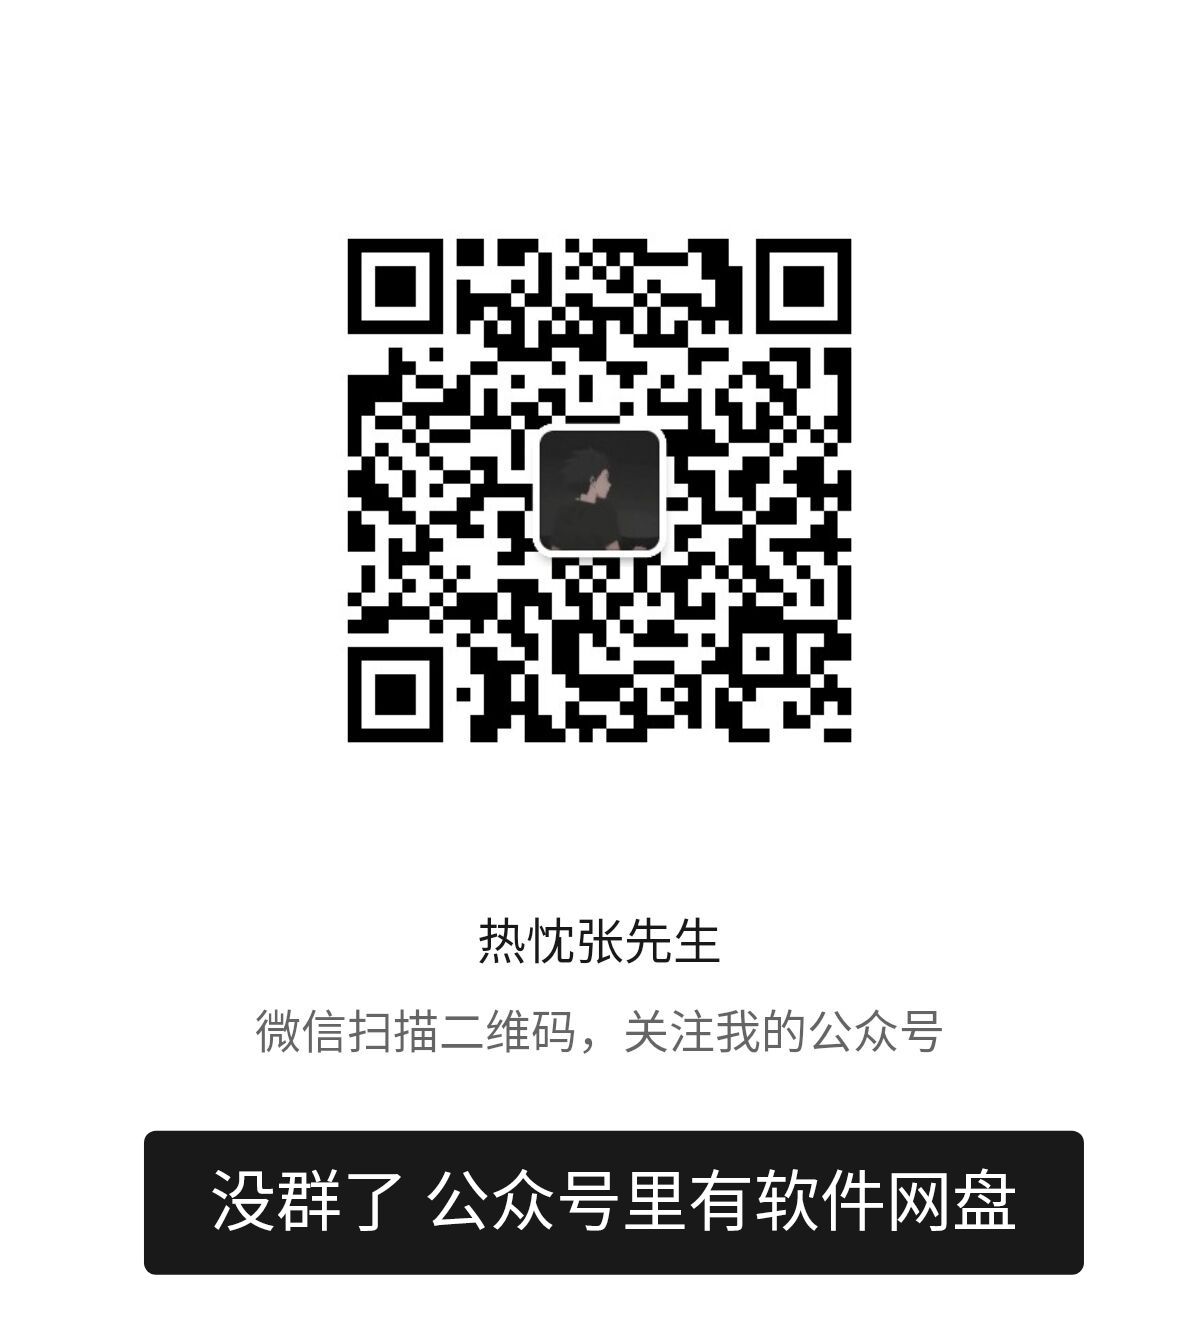 热忱张先生
微信扫描二维码，关注我的公众号
没群了 公众号里有软件网盘